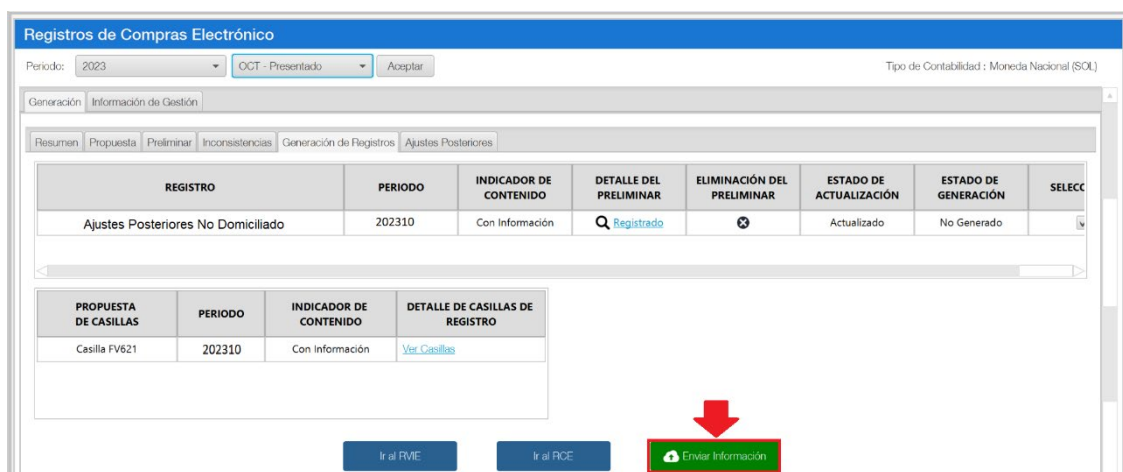 Registros de Compras Electrónico
Periodo: 2023 OCT - Presentado Aceptar Tipo de Contabilidad : Moneda Nacional (SOL)
Generación Información de Gestión
Resumen Propuesta Preliminar Inconsistencias Generación de Registros Ajustes Posteriores
REGISTRO PERIODO INDICADOR DE CONTENIDO DETALLE DEL PRELIMINAR ELIMINACIÓN DEL PRELIMINAR ESTADO DE ACTUALIZACIÓN ESTADO DE GENERACIÓN SELECC
Ajustes Posteriores No Domiciliado 202310 Con Información Registrado Actualizado No Generado
PROPUESTA DE CASILLAS PERIODO INDICADOR DE CONTENIDO DETALLE DE CASILLAS DE REGISTRO
Casilla FV621 202310 Con Información Ver Casillas
Ir al RVIE Ir al RCE Enviar Información